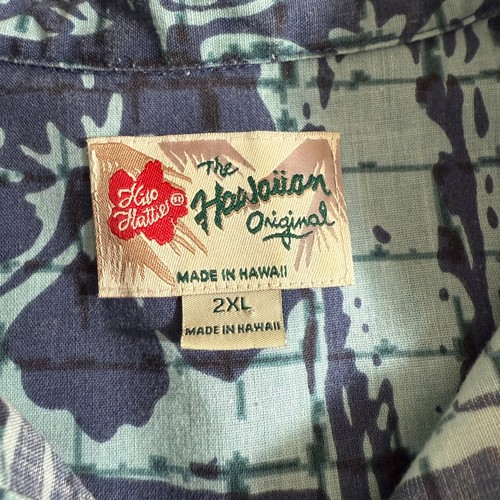 Hilo
Hattie®
The
Hawaiian
Original
MADE IN HAWAII
2XL
MADE IN HAWAII